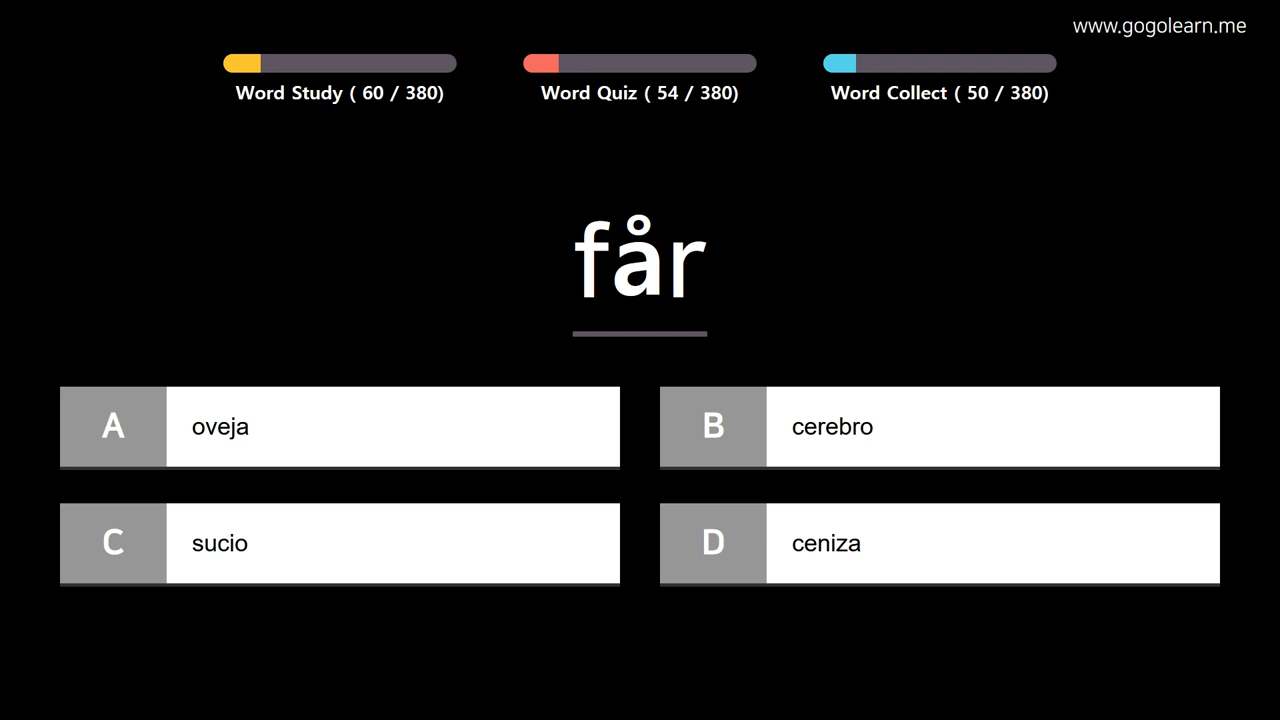 www.gogolearn.me
Word Study ( 60 / 380)
Word Quiz ( 54 / 380)
Word Collect ( 50 / 380)
får
A
oveja
B
cerebro
C
sucio
D
ceniza